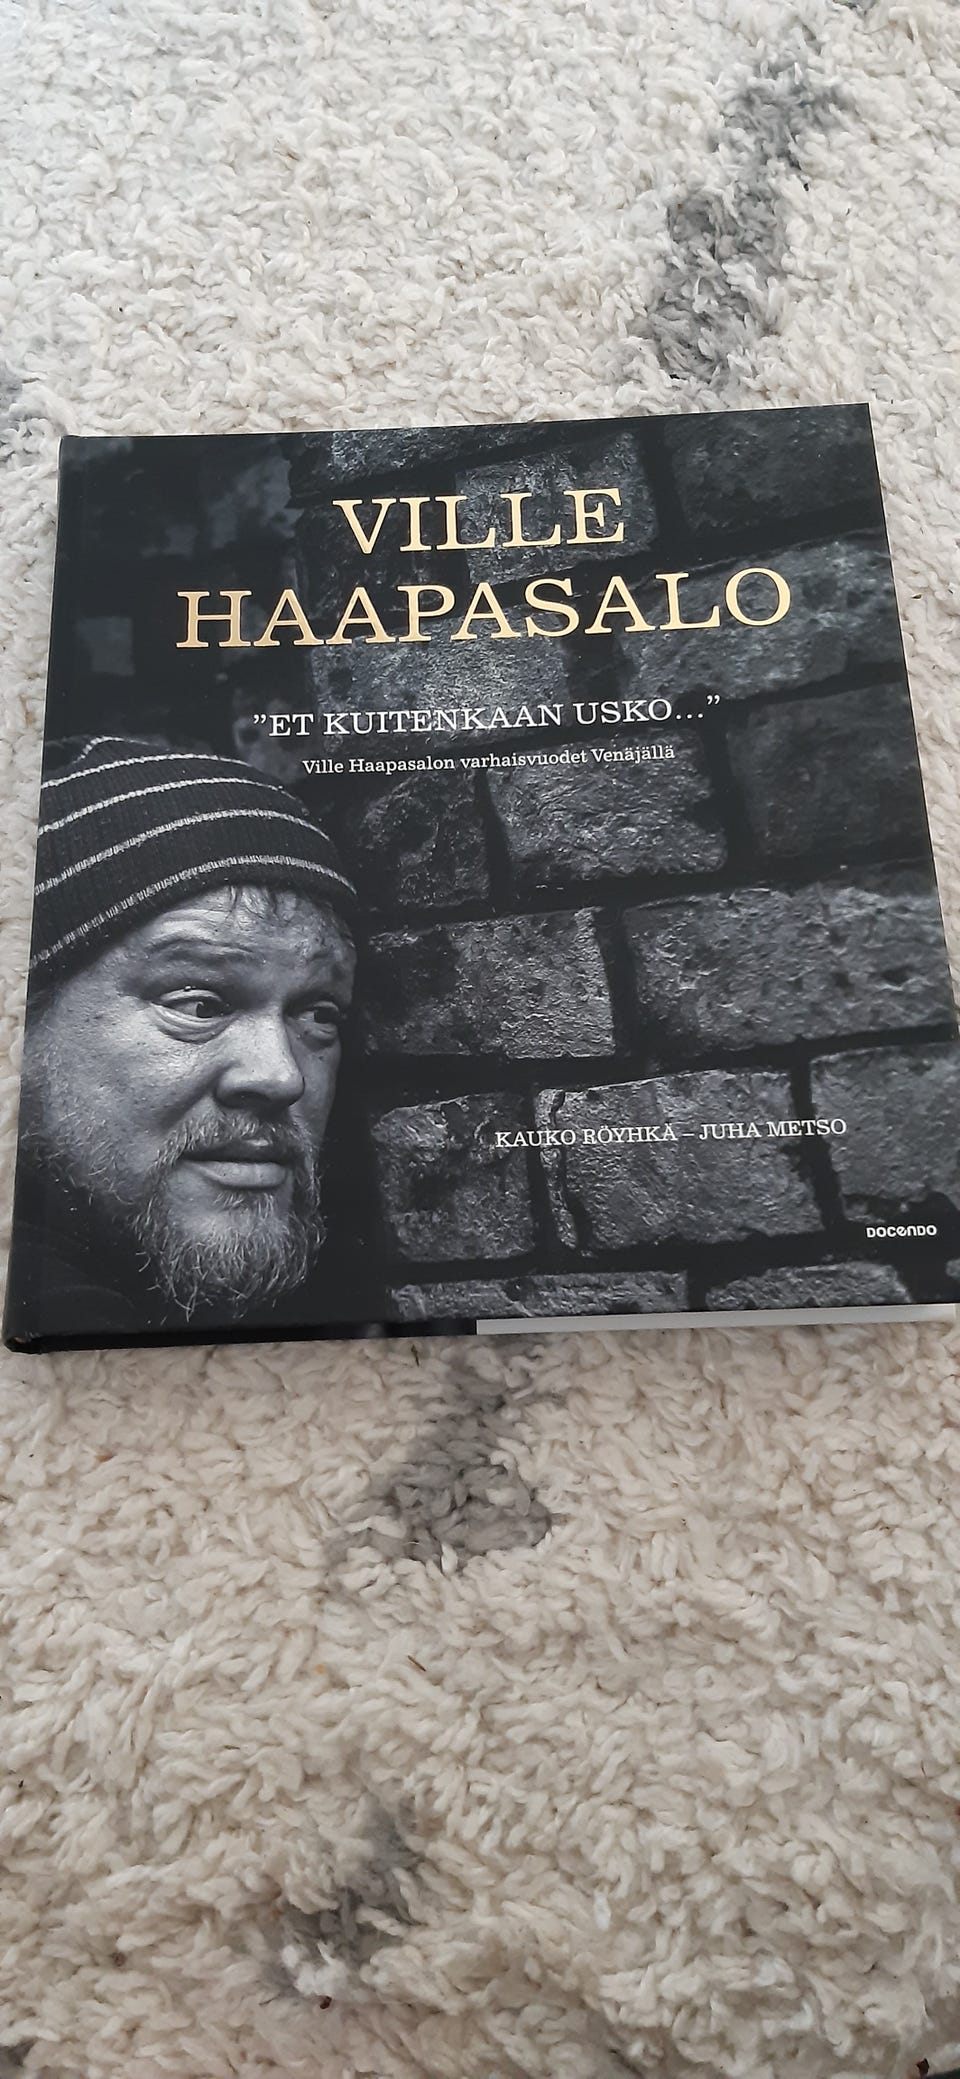 VILLE
HAAPASALO
”ET KUITENKAAN USKO...”
Ville Haapasalon varhaisvuodet Venäjällä
KAUKO RÖYHKÄ – JUHA METSO
DOCENDO